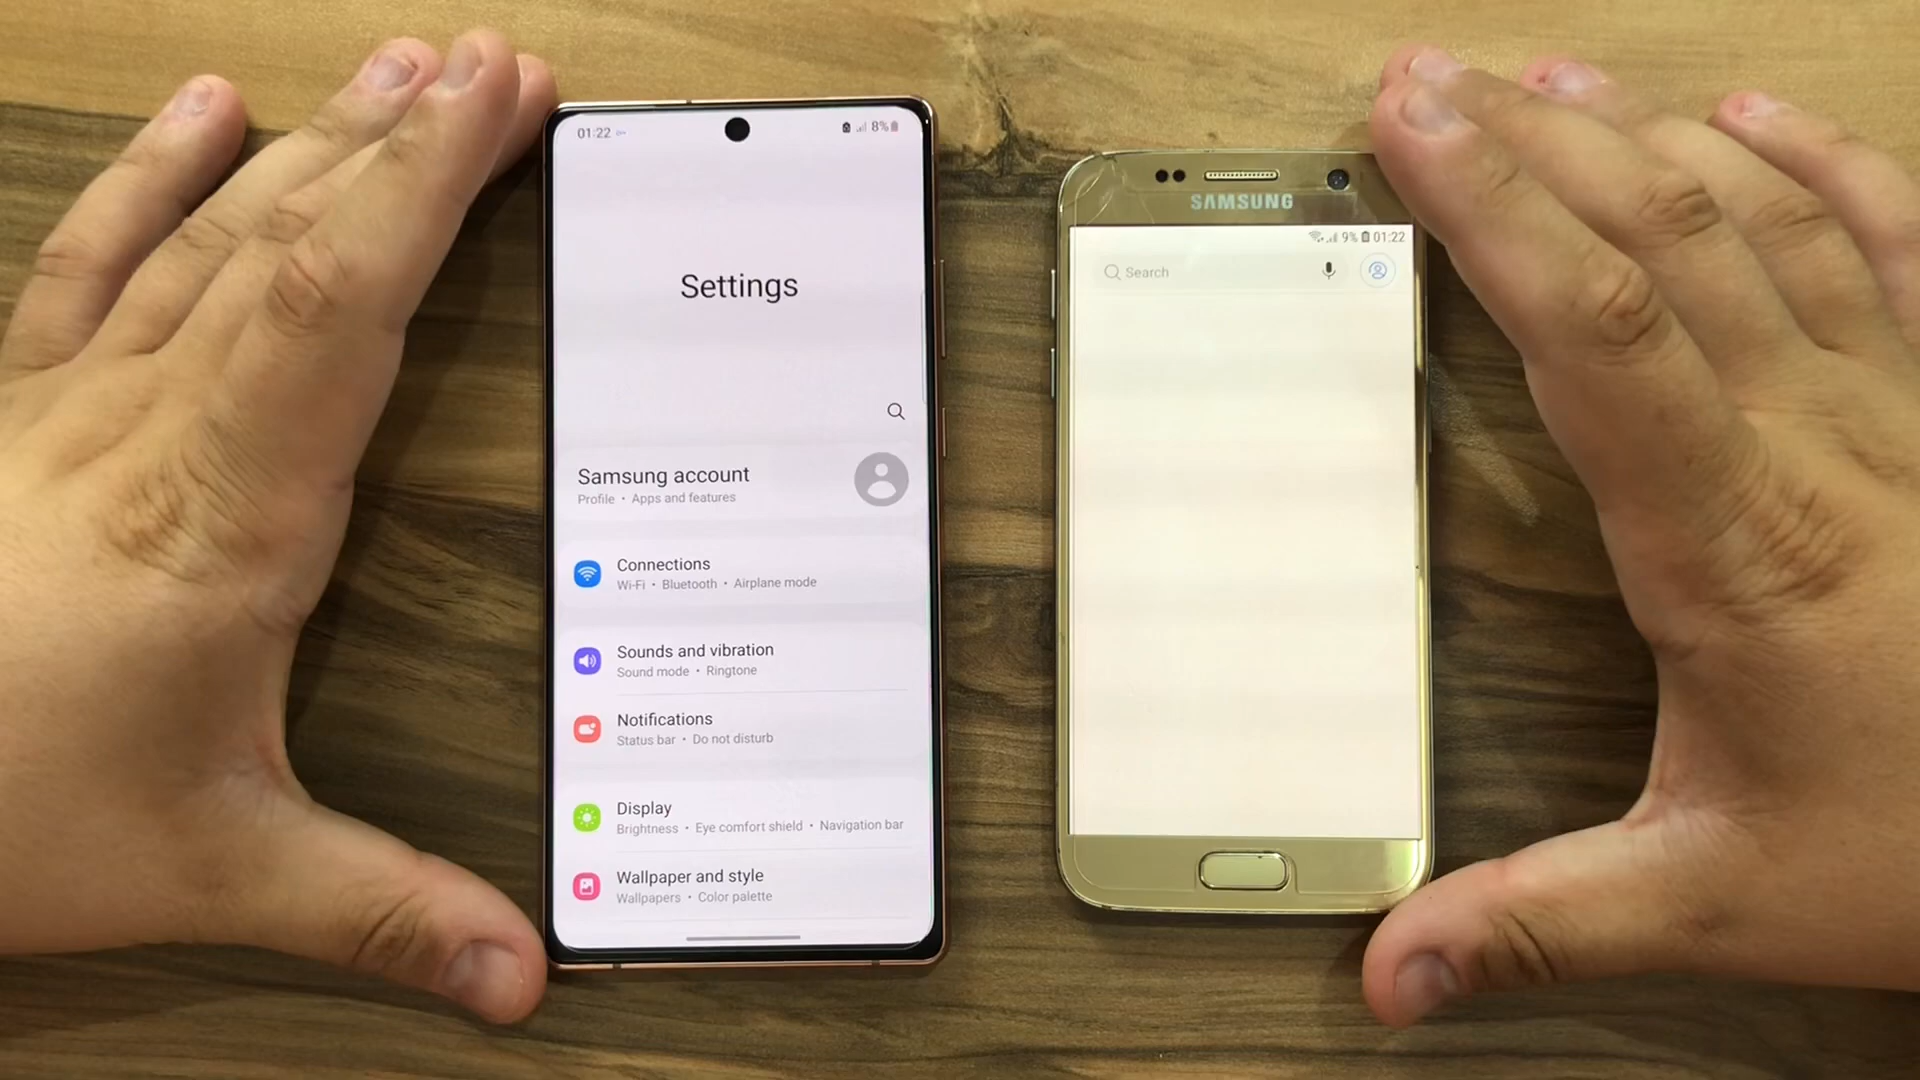 01:22
8%
Settings
Samsung account
Profile • Apps and features
Connections
Wi-Fi • Bluetooth • Airplane mode
Sounds and vibration
Sound mode • Ringtone
Notifications
Status bar • Do not disturb
Display
Brightness • Eye comfort shield • Navigation bar
Wallpaper and style
Wallpapers • Color palette
SAMSUNG
9% 01:22
Search